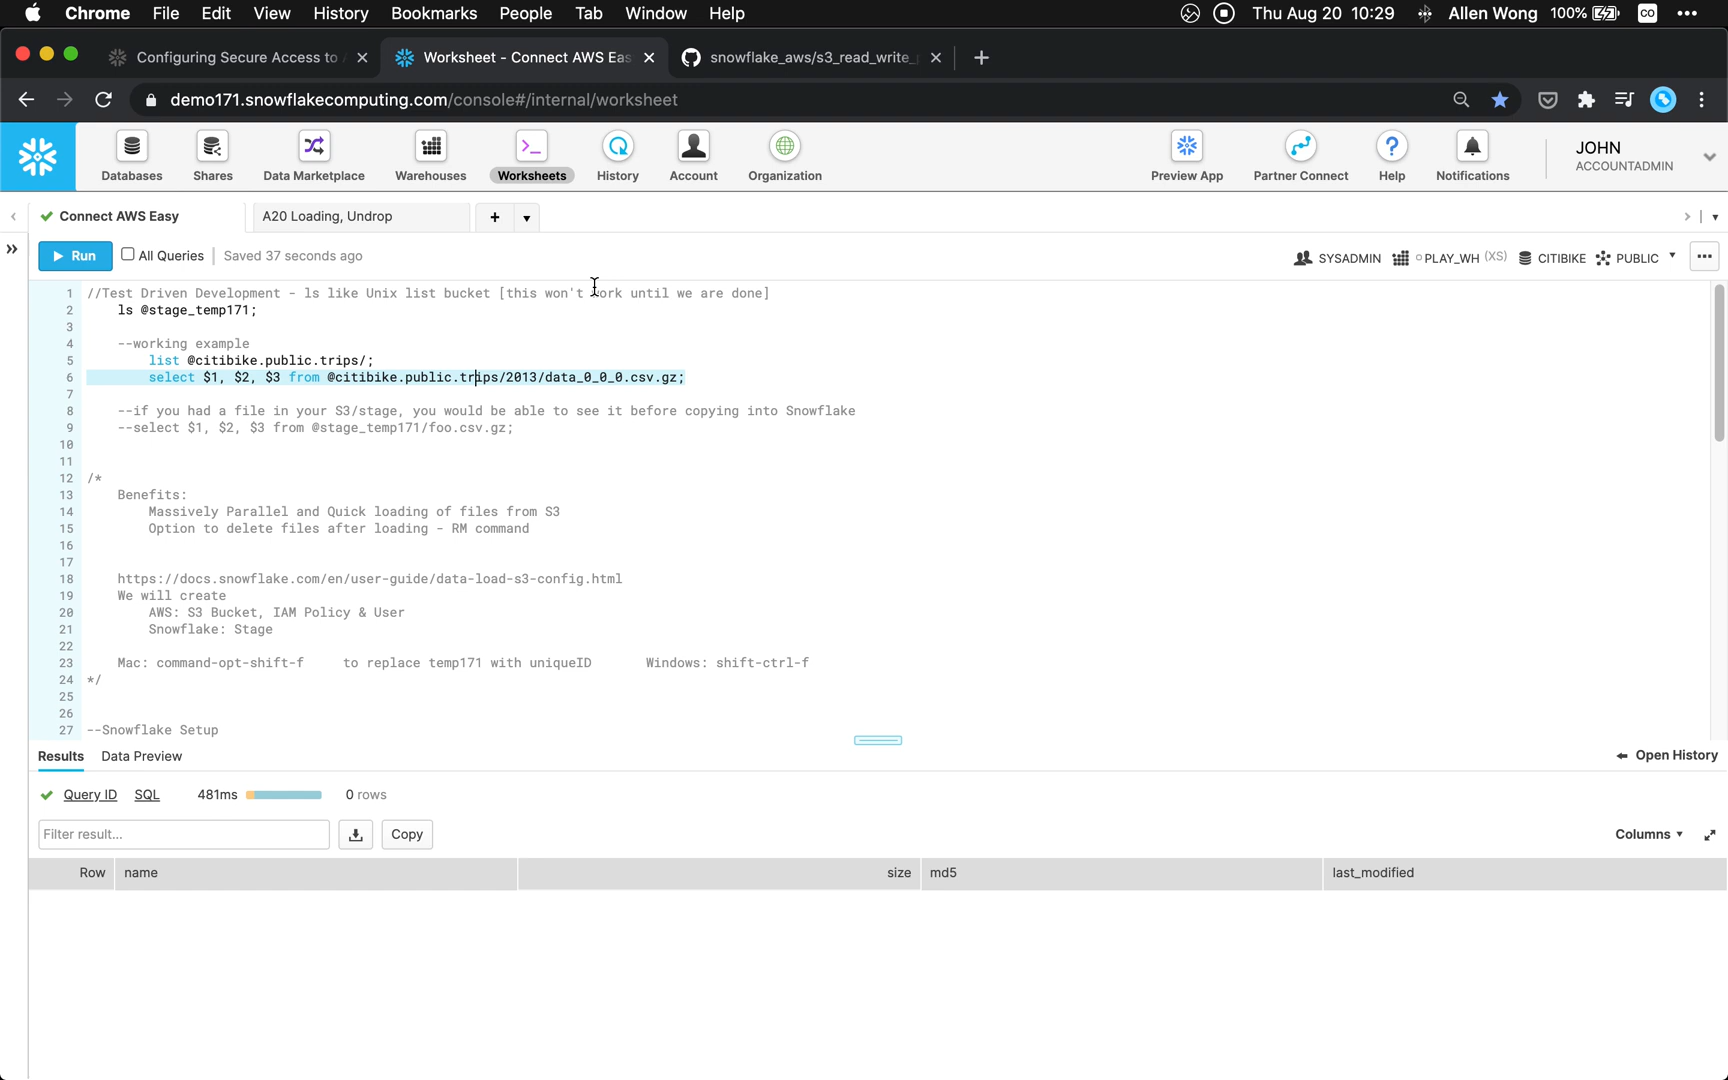 Chrome File Edit View History Bookmarks People Tab Window Help Thu Aug 20 10:29 Allen Wong 100% CO
Configuring Secure Access to A Worksheet - Connect AWS Eas snowflake_aws/s3_read_write_
demo171.snowflakecomputing.com/console#/internal/worksheet
Databases Shares Data Marketplace Warehouses Worksheets History Account Organization Preview App Partner Connect Help Notifications JOHN
ACCOUNTADMIN
Connect AWS Easy A20 Loading, Undrop
Run All Queries Saved 37 seconds ago SYSADMIN PLAY_WH (XS) CITIBIKE PUBLIC
1 //Test Driven Development - ls like Unix list bucket [this won't work until we are done]
2 ls @stage_temp171;
3
4 --working example
5 list @citibike.public.trips/;
6 select $1, $2, $3 from @citibike.public.trips/2013/data_0_0_0.csv.gz;
7
8 --if you had a file in your S3/stage, you would be able to see it before copying into Snowflake
9 --select $1, $2, $3 from @stage_temp171/foo.csv.gz;
10
11
12 /*
13 Benefits:
14 Massively Parallel and Quick loading of files from S3
15 Option to delete files after loading - RM command
16
17
18 https://docs.snowflake.com/en/user-guide/data-load-s3-config.html
19 We will create
20 AWS: S3 Bucket, IAM Policy & User
21 Snowflake: Stage
22
23 Mac: command-opt-shift-f to replace temp171 with uniqueID Windows: shift-ctrl-f
24 */
25
26
27 --Snowflake Setup
Results Data Preview Open History
Query ID SQL 481ms 0 rows
Filter result... Copy Columns
Row name size md5 last_modified